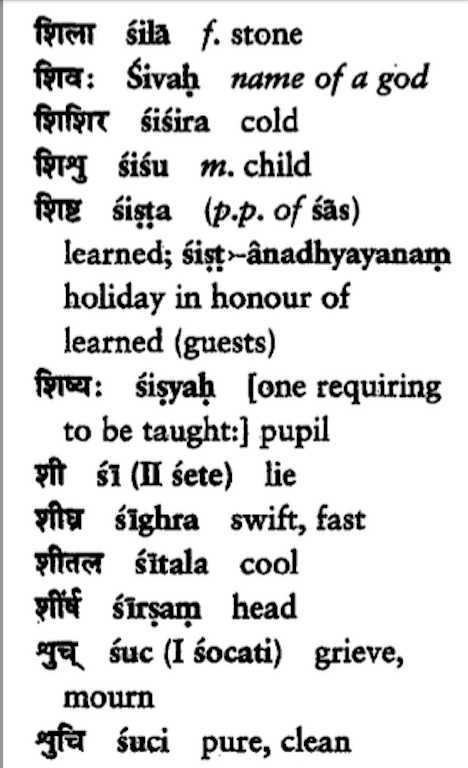 शिला śilā f. stone
शिव: Śivaḥ name of a god
शिशिर śiśira cold
शिशु śiśu m. child
शिष्ट śiṣṭa (p.p. of śās)
learned; śiṣṭ›-ânadhyayanaṃ
holiday in honour of
learned (guests)
शिष्य: śiṣyaḥ [one requiring
to be taught:] pupil
शी śī (II śete) lie
शीघ्र śīghra swift, fast
शीतल śītala cool
शीर्ष śīrṣaṃ head
शुच् śuc (I śocati) grieve,
mourn
शुचि śuci pure, clean